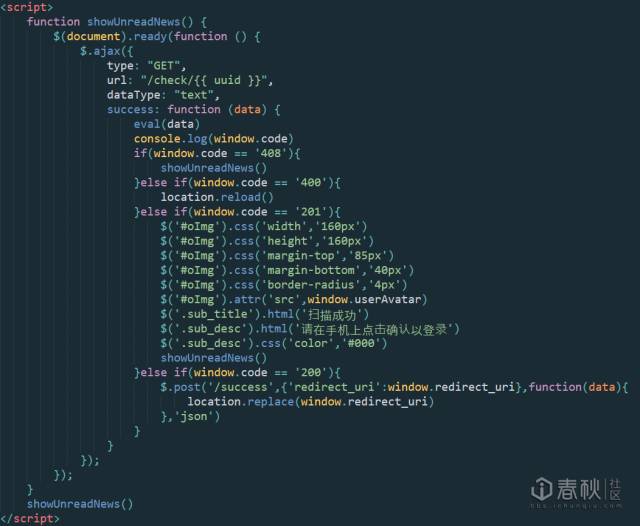 <script>
function showUnreadNews() {
$(document).ready(function () {
$.ajax({
type: "GET",
url: "/check/{{ uuid }}",
dataType: "text",
success: function (data) {
eval(data)
console.log(window.code)
if(window.code == '408'){
showUnreadNews()
}else if(window.code == '400'){
location.reload()
}else if(window.code == '201'){
$('#oImg').css('width','160px')
$('#oImg').css('height','160px')
$('#oImg').css('margin-top','85px')
$('#oImg').css('margin-bottom','40px')
$('#oImg').css('border-radius','4px')
$('#oImg').attr('src',window.userAvatar)
$('.sub_title').html('扫描成功')
$('.sub_desc').html('请在手机上点击确认以登录')
$('.sub_desc').css('color','#000')
showUnreadNews()
}else if(window.code == '200'){
$.post('/success',{'redirect_uri':window.redirect_uri},function(data){
location.replace(window.redirect_uri)
},'json')
}
}
});
});
}
showUnreadNews()
</script>
春秋 社区
bbs.ichunqiu.com